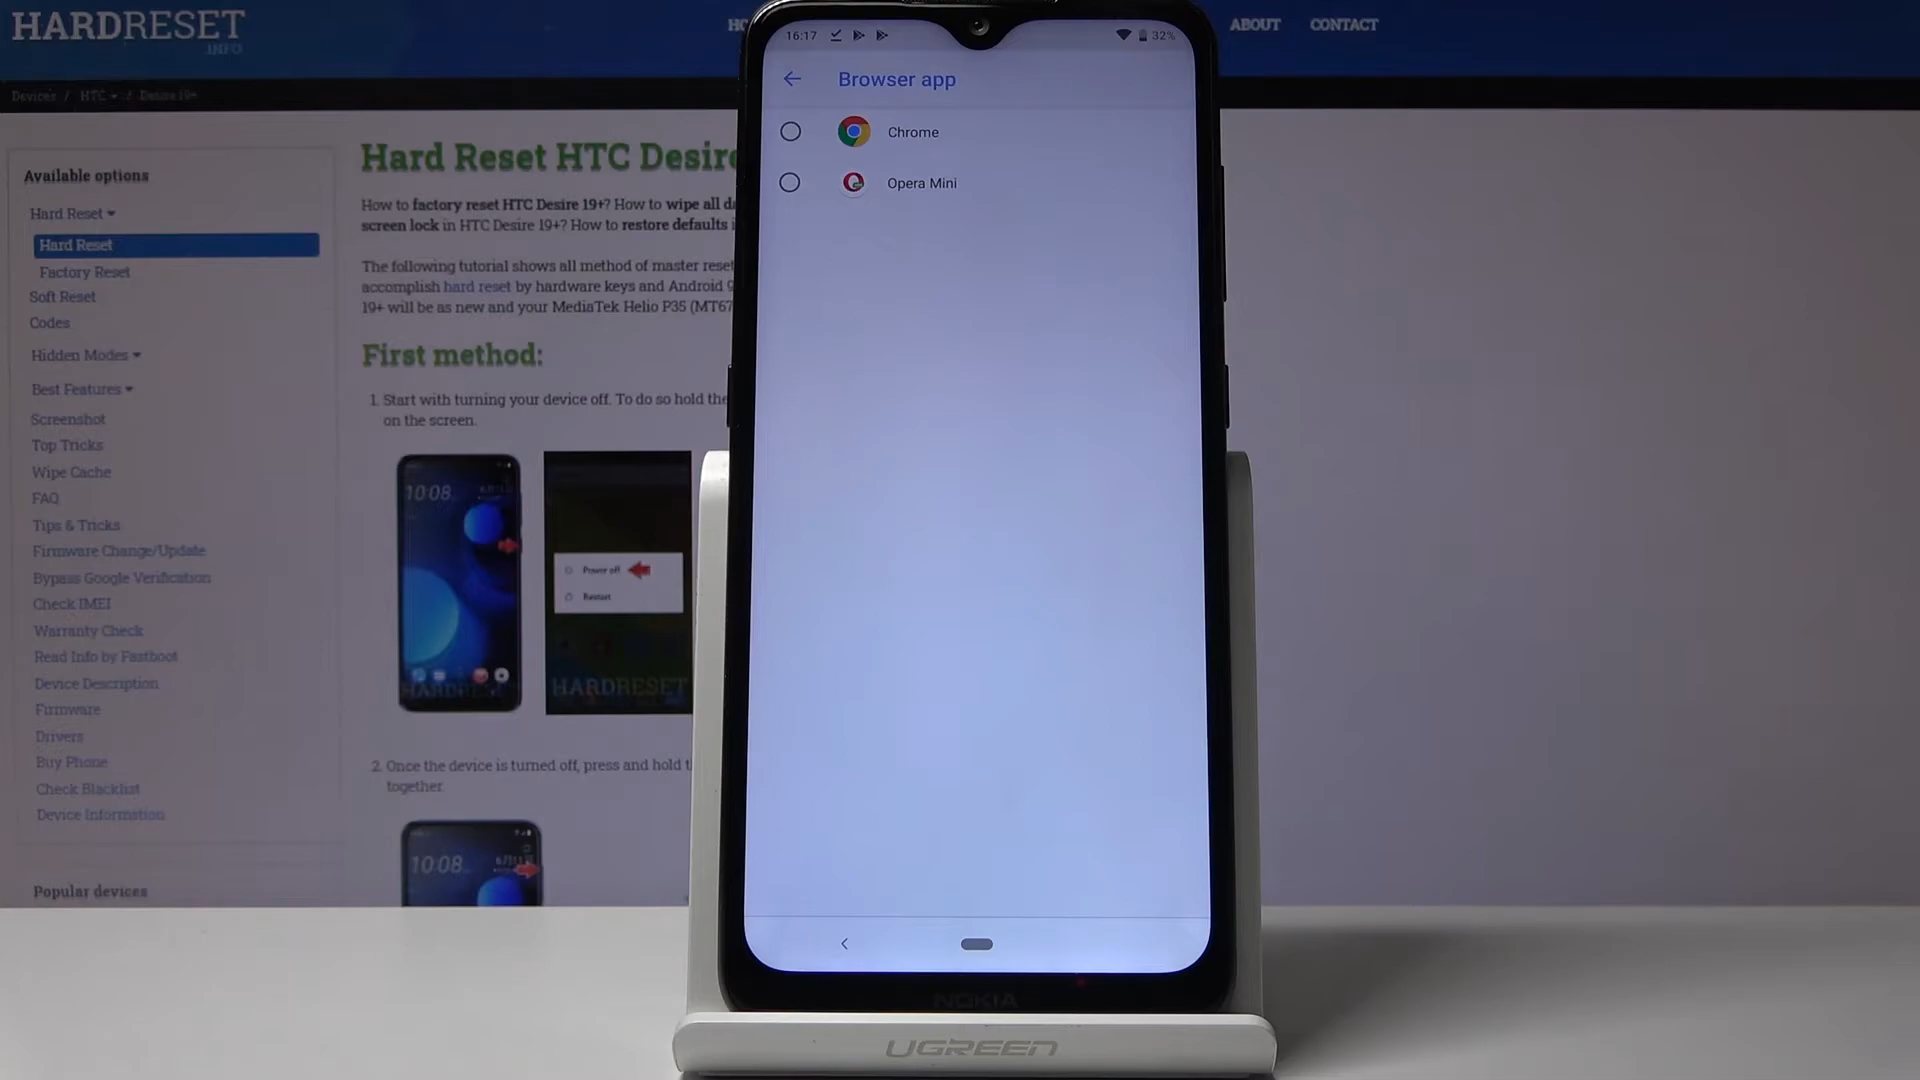 HARDRESET
.INFO
ABOUT
CONTACT
Devices / HTC / Desire 19+
Available options
Hard Reset
Hard Reset
Factory Reset
Soft Reset
Codes
Hidden Modes
Best Features
Screenshot
Top Tricks
Wipe Cache
FAQ
Tips & Tricks
Firmware Change/Update
Bypass Google Verification
Check IMEI
Warranty Check
Read Info by Fastboot
Device Description
Firmware
Drivers
Buy Phone
Check Blacklist
Device Information
Popular devices
Hard Reset HTC Desire
How to factory reset HTC Desire 19+? How to wipe all
screen lock in HTC Desire 19+? How to restore defaults
The following tutorial shows all method of master reset
accomplish hard reset by hardware keys and Android
19+ will be as new and your MediaTek Helio P35 (MT67
First method:
1. Start with turning your device off. To do so hold the
on the screen.
10:08
Power off
Restart
HARDRESET
HARDRESET
2. Once the device is turned off, press and hold
together.
10:08
16:17
32%
Browser app
Chrome
Opera Mini
NOKIA
UGREEN